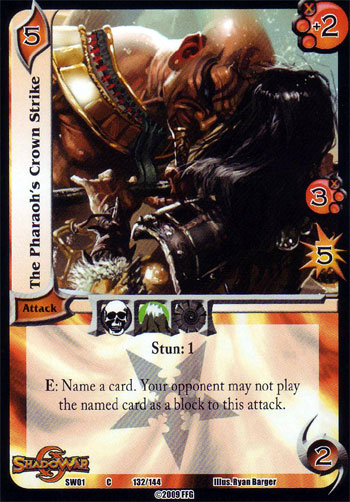 5
+2
The Pharaoh's Crown Strike
3
5
Attack
Stun: 1
E: Name a card. Your opponent may not play
the named card as a block to this attack.
2
SHADOWAR
SW01 C 132/144 Illus. Ryan Barger
©2009 FFG